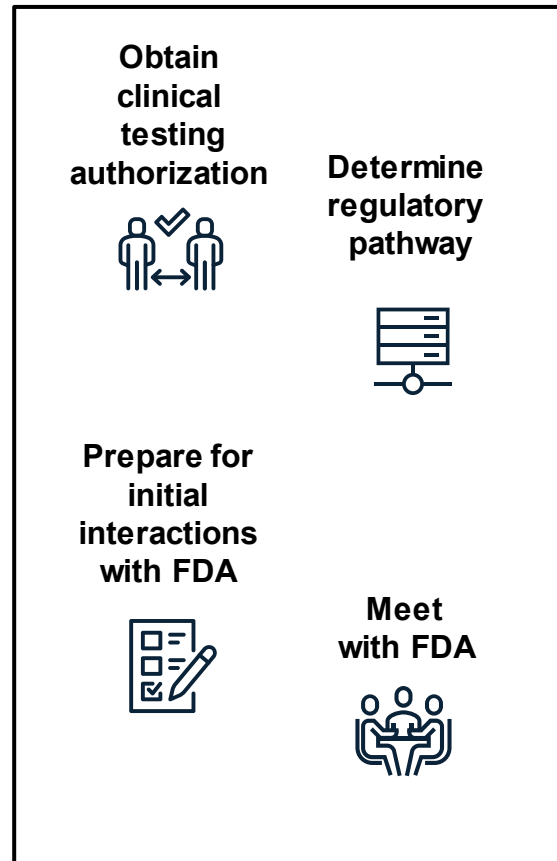 Obtain
clinical
testing
authorization
Determine
regulatory
pathway
Prepare for
initial
interactions
with FDA
Meet
with FDA